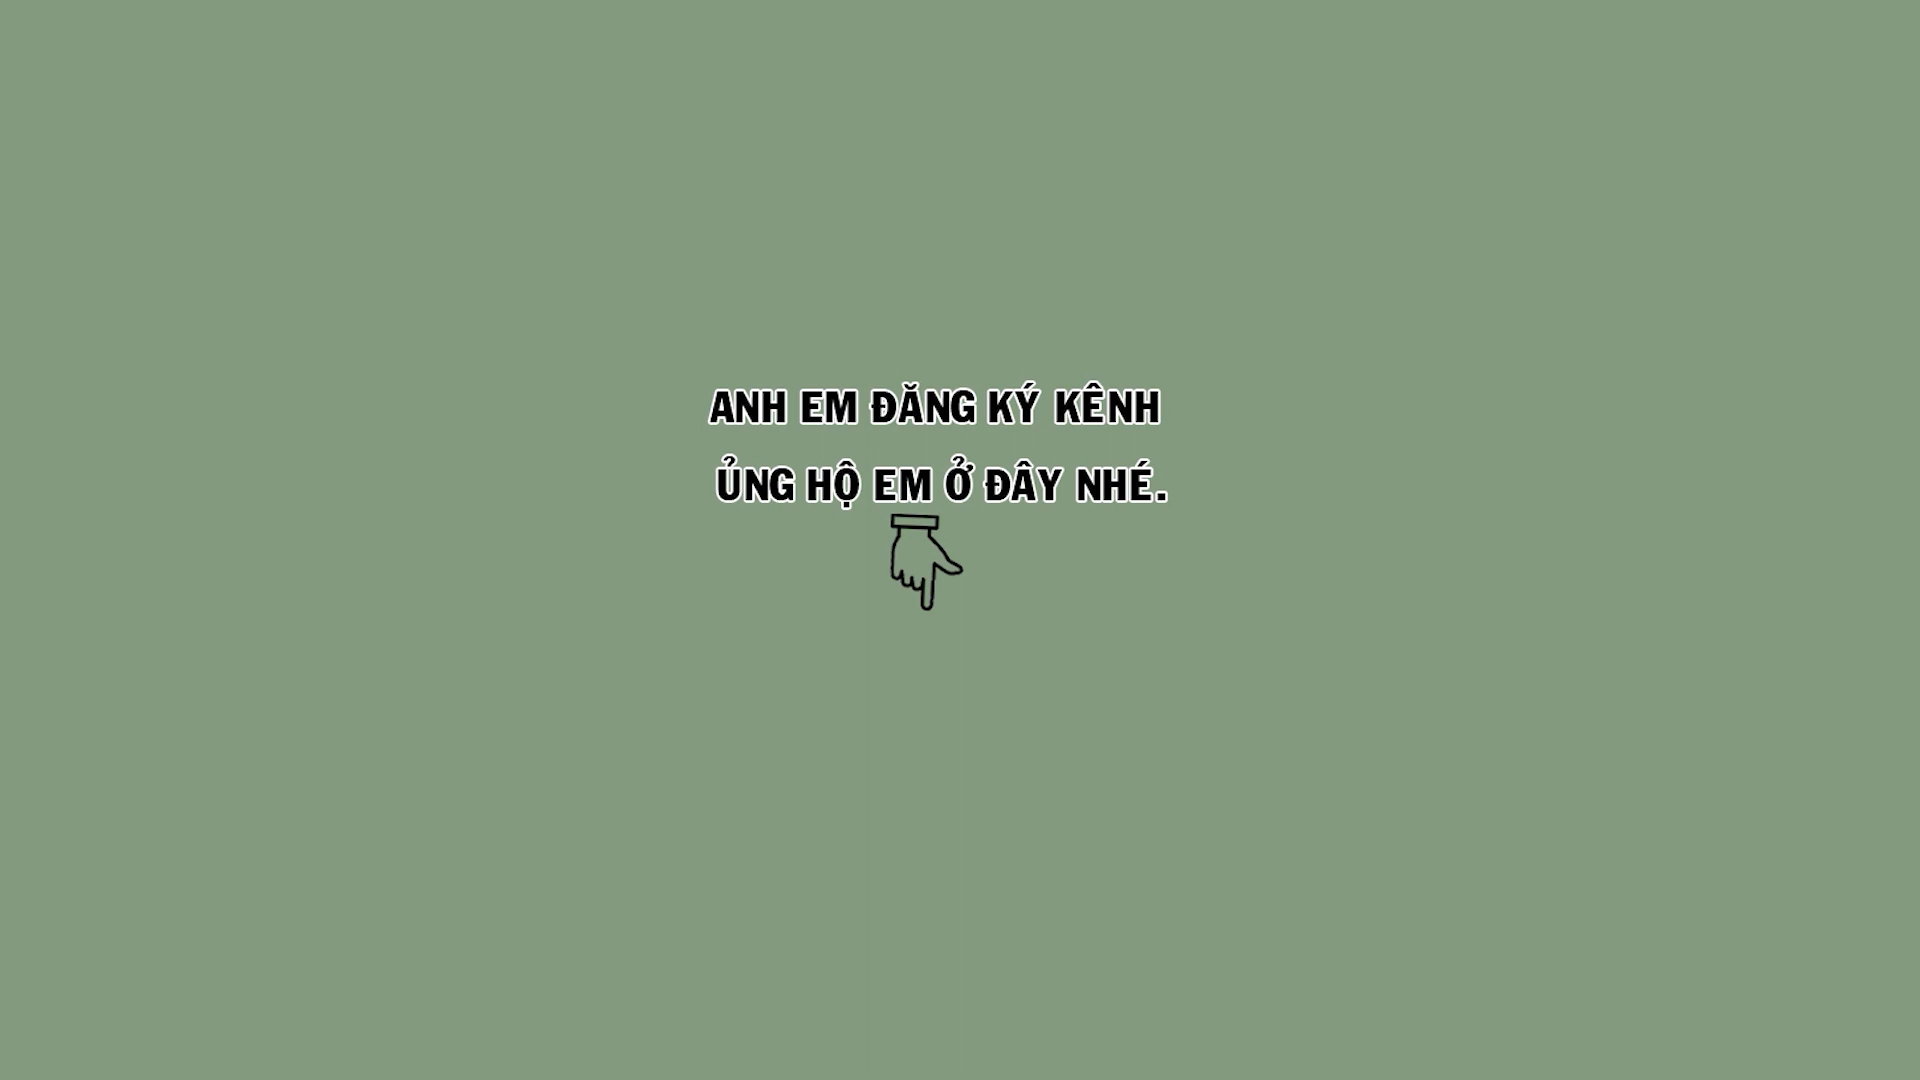 ANH EM ĐĂNG KÝ KÊNH
ỦNG HỘ EM Ở ĐÂY NHÉ.